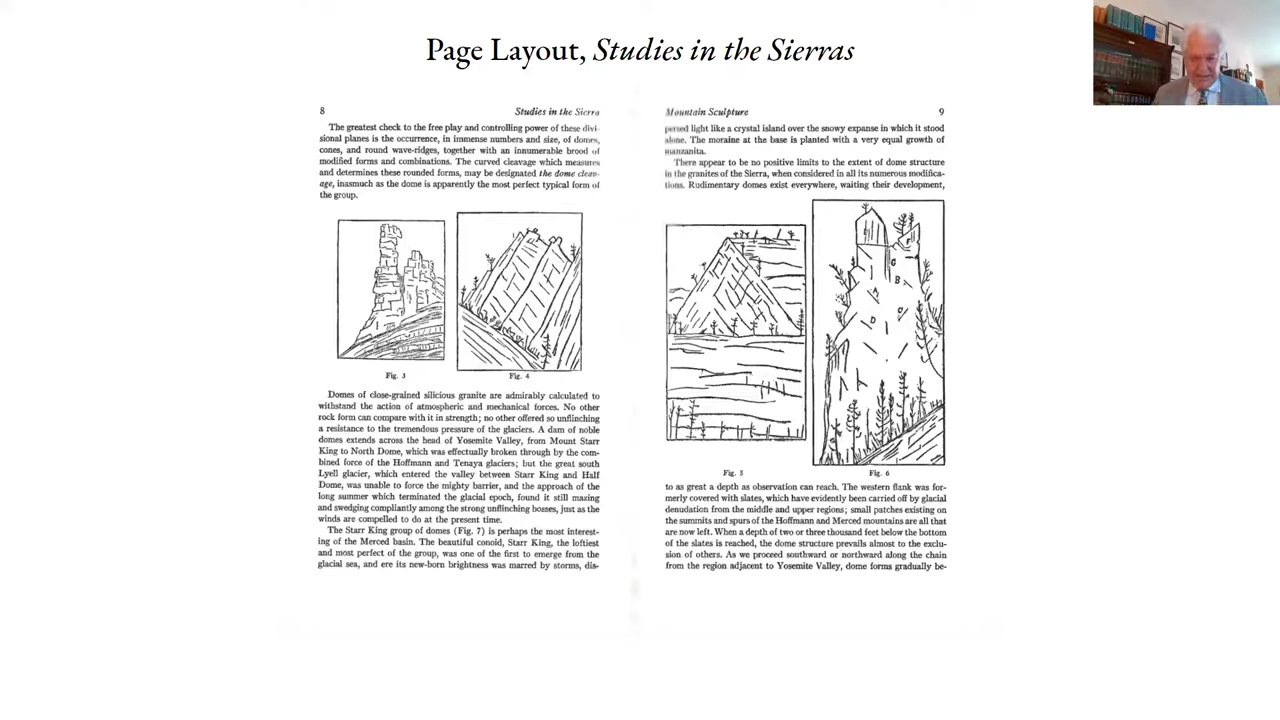 Page Layout, Studies in the Sierras
8 Studies in the Sierra
The greatest check to the free play and controlling power of these divi-
sional planes is the occurrence, in immense numbers and size, of domes,
cones, and round wave-ridges, together with an innumerable brood of
modified forms and combinations. The curved cleavage which measures
and determines these rounded forms, may be designated the dome cleav-
age, inasmuch as the dome is apparently the most perfect typical form of
the group.
Fig. 3 Fig. 4
Domes of close-grained silicious granite are admirably calculated to
withstand the action of atmospheric and mechanical forces. No other
rock form can compare with it in strength; no other offered so unflinching
a resistance to the tremendous pressure of the glaciers. A dam of noble
domes extends across the head of Yosemite Valley, from Mount Starr
King to North Dome, which was effectually broken through by the com-
bined force of the Hoffmann and Tenaya glaciers; but the great south
Lyell glacier, which entered the valley between Starr King and Half
Dome, was unable to force the mighty barrier, and the approach of the
long summer which terminated the glacial epoch, found it still mazing
and swedging compliantly among the strong unflinching bosses, just as the
winds are compelled to do at the present time.
The Starr King group of domes (Fig. 7) is perhaps the most interest-
ing of the Merced basin. The beautiful conoid, Starr King, the loftiest
and most perfect of the group, was one of the first to emerge from the
glacial sea, and ere its new-born brightness was marred by storms, dis-
Mountain Sculpture 9
persed light like a crystal island over the snowy expanse in which it stood
alone. The moraine at the base is planted with a very equal growth of
manzanita.
There appear to be no positive limits to the extent of dome structure
in the granites of the Sierra, when considered in all its numerous modifica-
tions. Rudimentary domes exist everywhere, waiting their development,
Fig. 5 Fig. 6
to as great a depth as observation can reach. The western flank was for-
merly covered with slates, which have evidently been carried off by glacial
denudation from the middle and upper regions; small patches existing on
the summits and spurs of the Hoffmann and Merced mountains are all that
are now left. When a depth of two or three thousand feet below the bottom
of the slates is reached, the dome structure prevails almost to the exclu-
sion of others. As we proceed southward or northward along the chain
from the region adjacent to Yosemite Valley, dome forms gradually be-